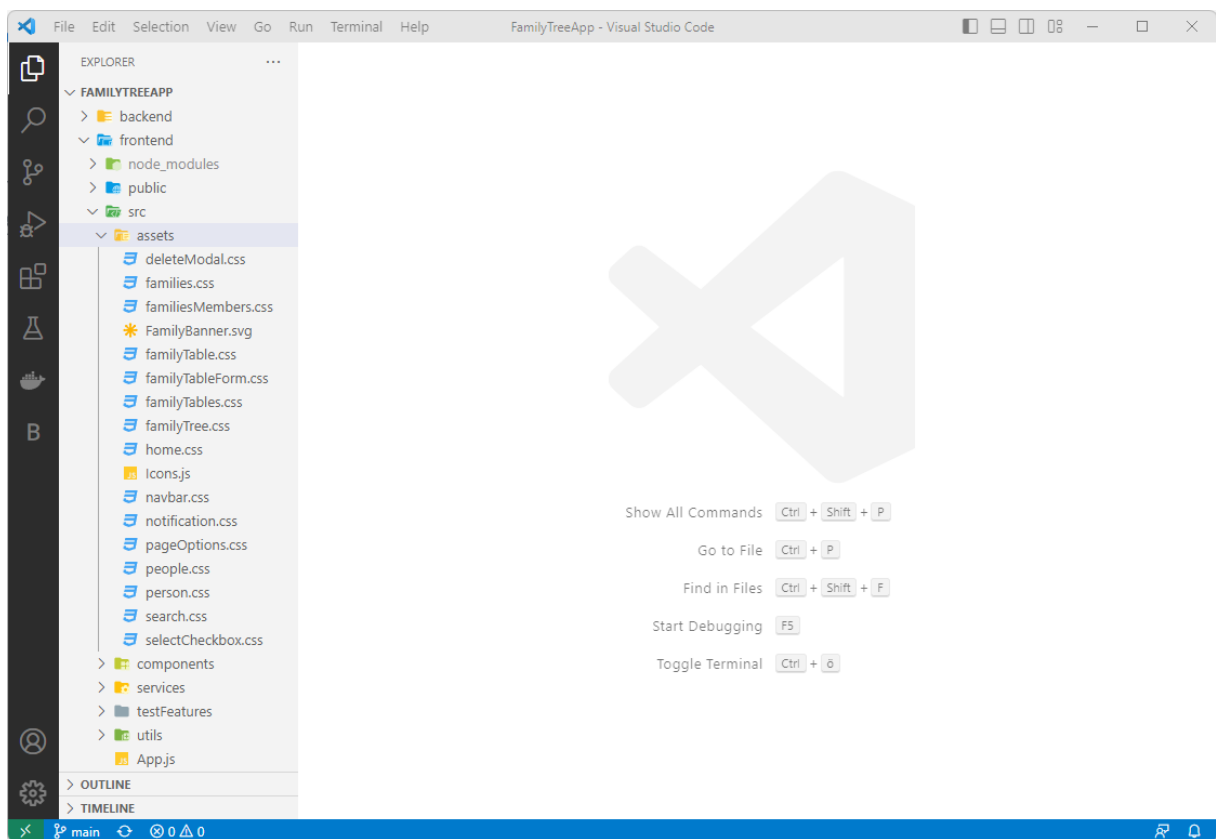 File Edit Selection View Go Run Terminal Help FamilyTreeApp - Visual Studio Code
EXPLORER ...
FAMILYTREEAPP
backend
frontend
node_modules
public
src
assets
deleteModal.css
families.css
familiesMembers.css
FamilyBanner.svg
familyTable.css
familyTableForm.css
familyTables.css
familyTree.css
home.css
JS Icons.js
navbar.css
notification.css
pageOptions.css
people.css
person.css
search.css
selectCheckbox.css
components
services
testFeatures
utils
JS App.js
OUTLINE
TIMELINE
B
Show All Commands Ctrl + Shift + P
Go to File Ctrl + P
Find in Files Ctrl + Shift + F
Start Debugging F5
Toggle Terminal Ctrl + ö
main 0 0